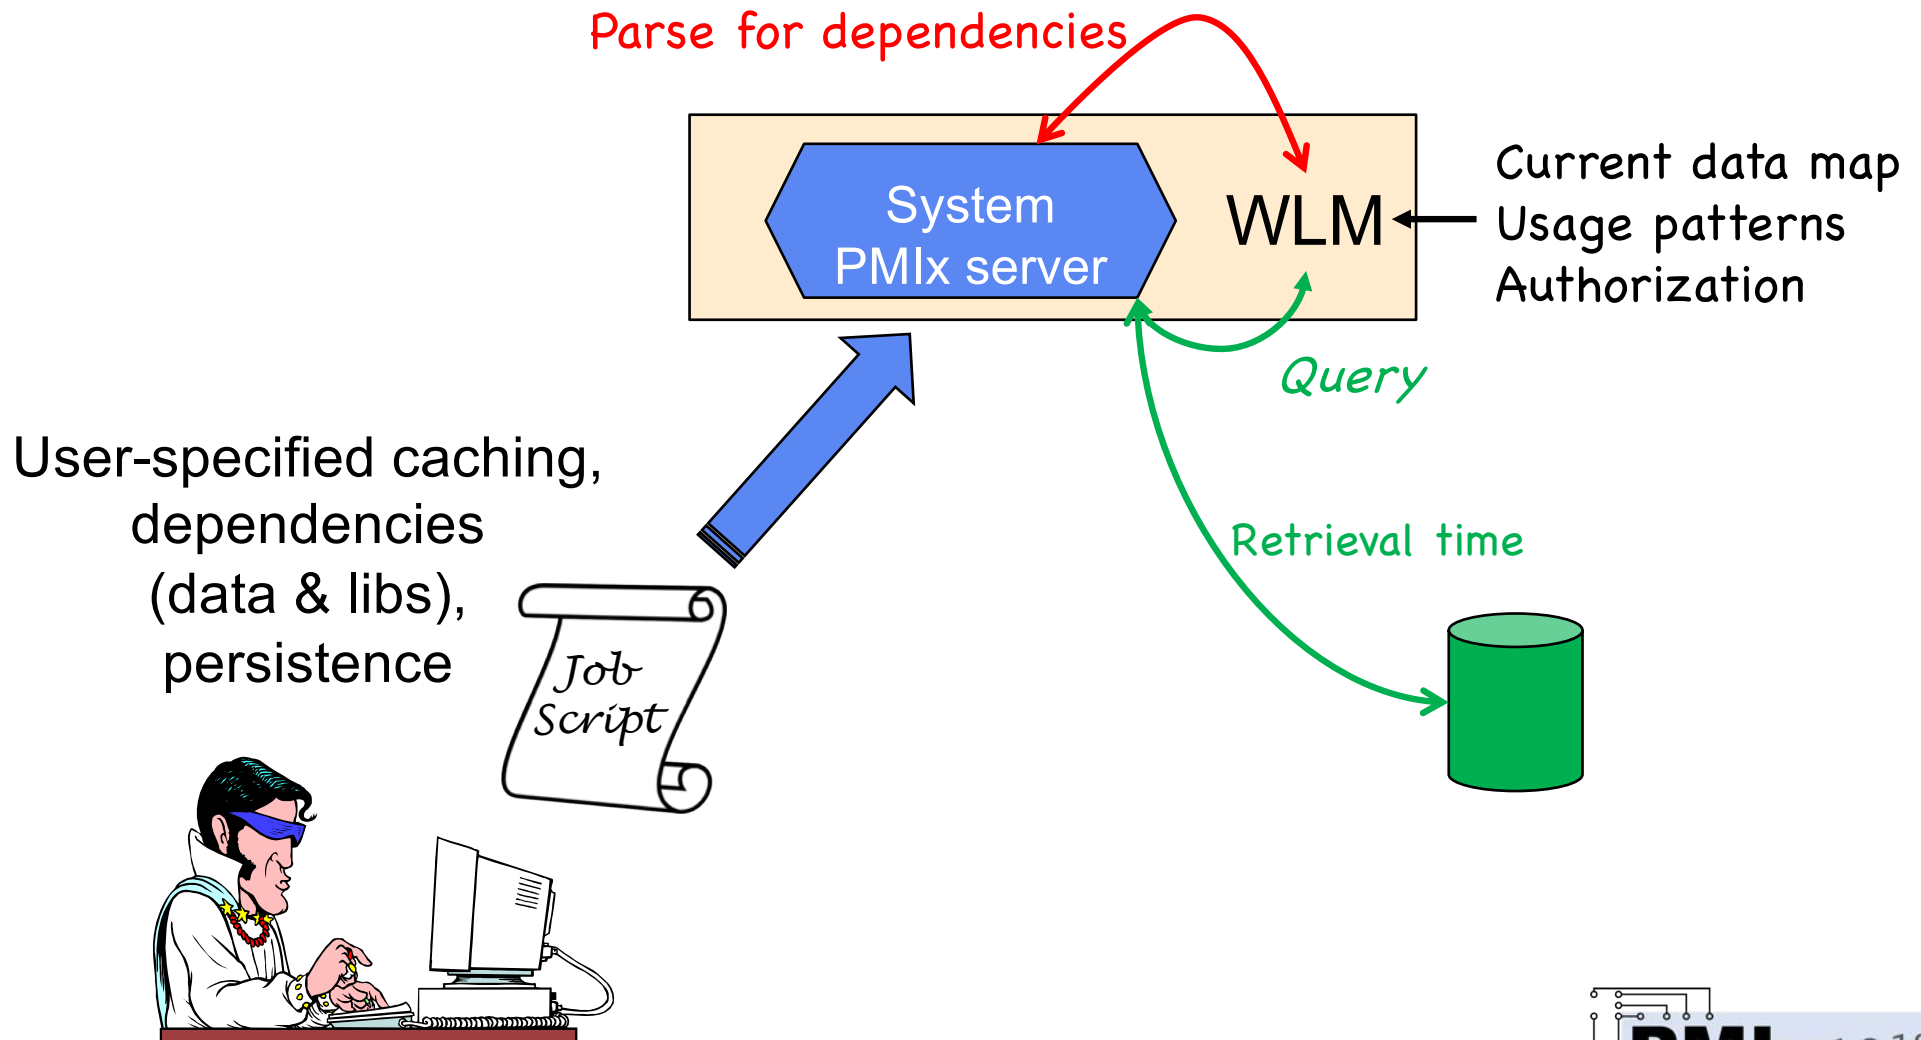 Parse for dependencies
System
PMIx server
WLM
Current data map
Usage patterns
Authorization
Query
User-specified caching,
dependencies
(data & libs),
persistence
Retrieval time
Job
Script